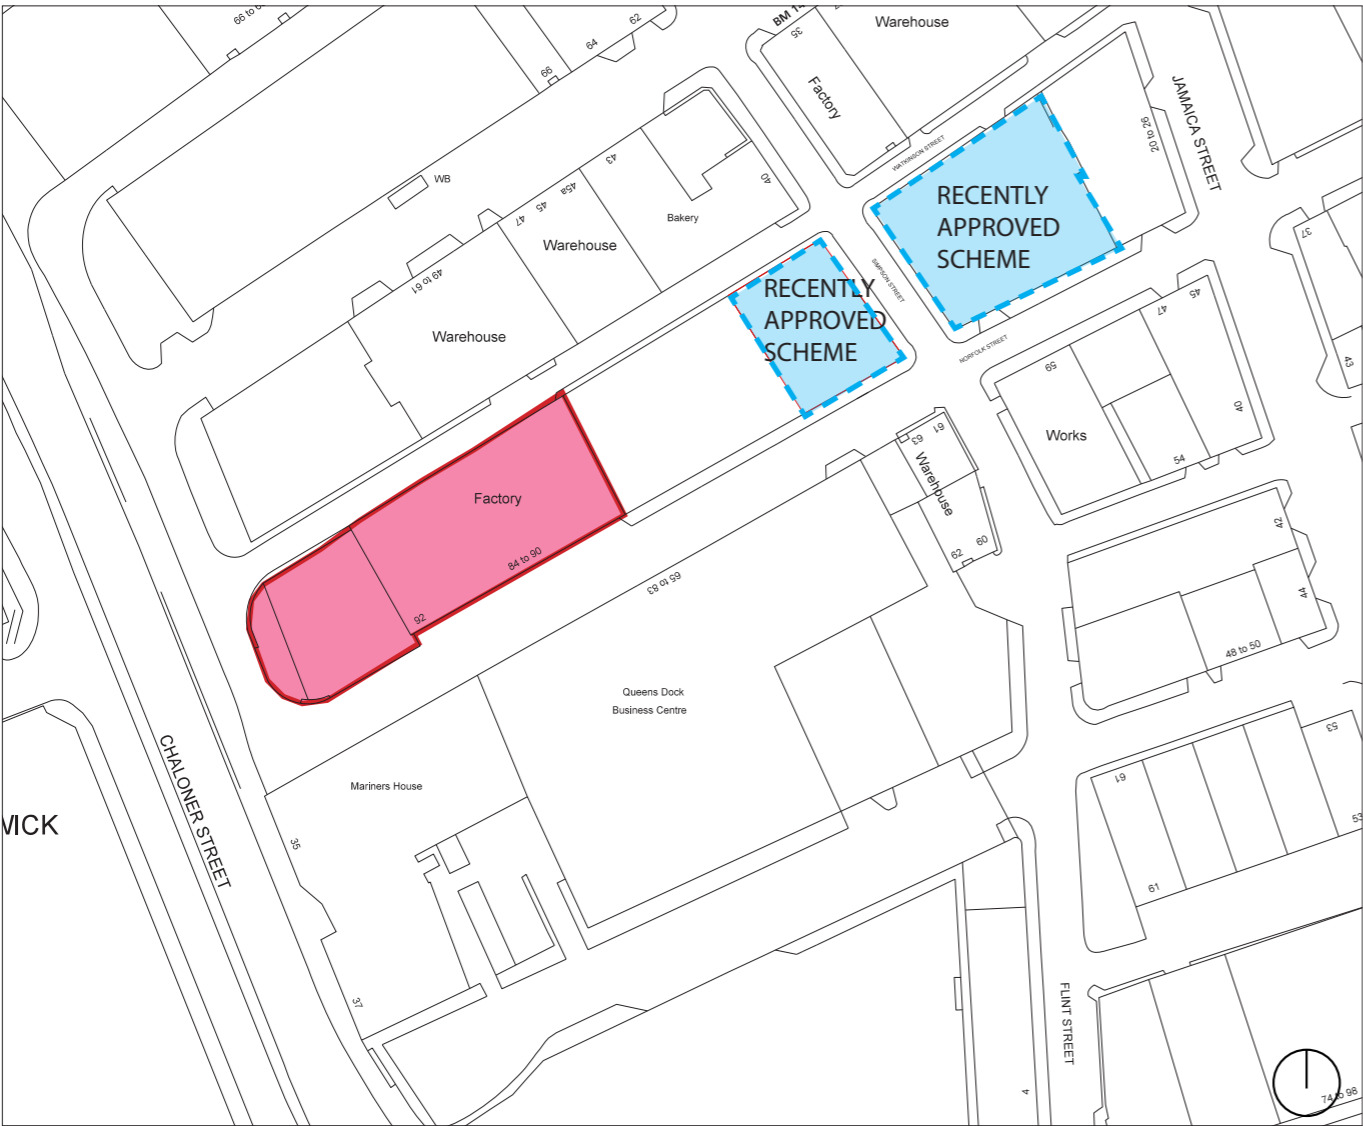 66
62
64
66
BM
35
Warehouse
Factory
JAMAICA STREET
20 to 26
WATKINSON STREET
WB
43
45a
45
47
40
Bakery
Warehouse
49 to 61
Warehouse
RECENTLY
APPROVED
SCHEME
RECENTLY
APPROVED
SCHEME
SIMPSON STREET
NORFOLK STREET
37
43
45
47
59
40
Works
54
61
63
Warehouse
62
60
Factory
84 to 90
92
65 to 83
42
44
48 to 50
Queens Dock
Business Centre
Mariners House
CHALONER STREET
35
37
53
61
53
61
FLINT STREET
4
74 to 98